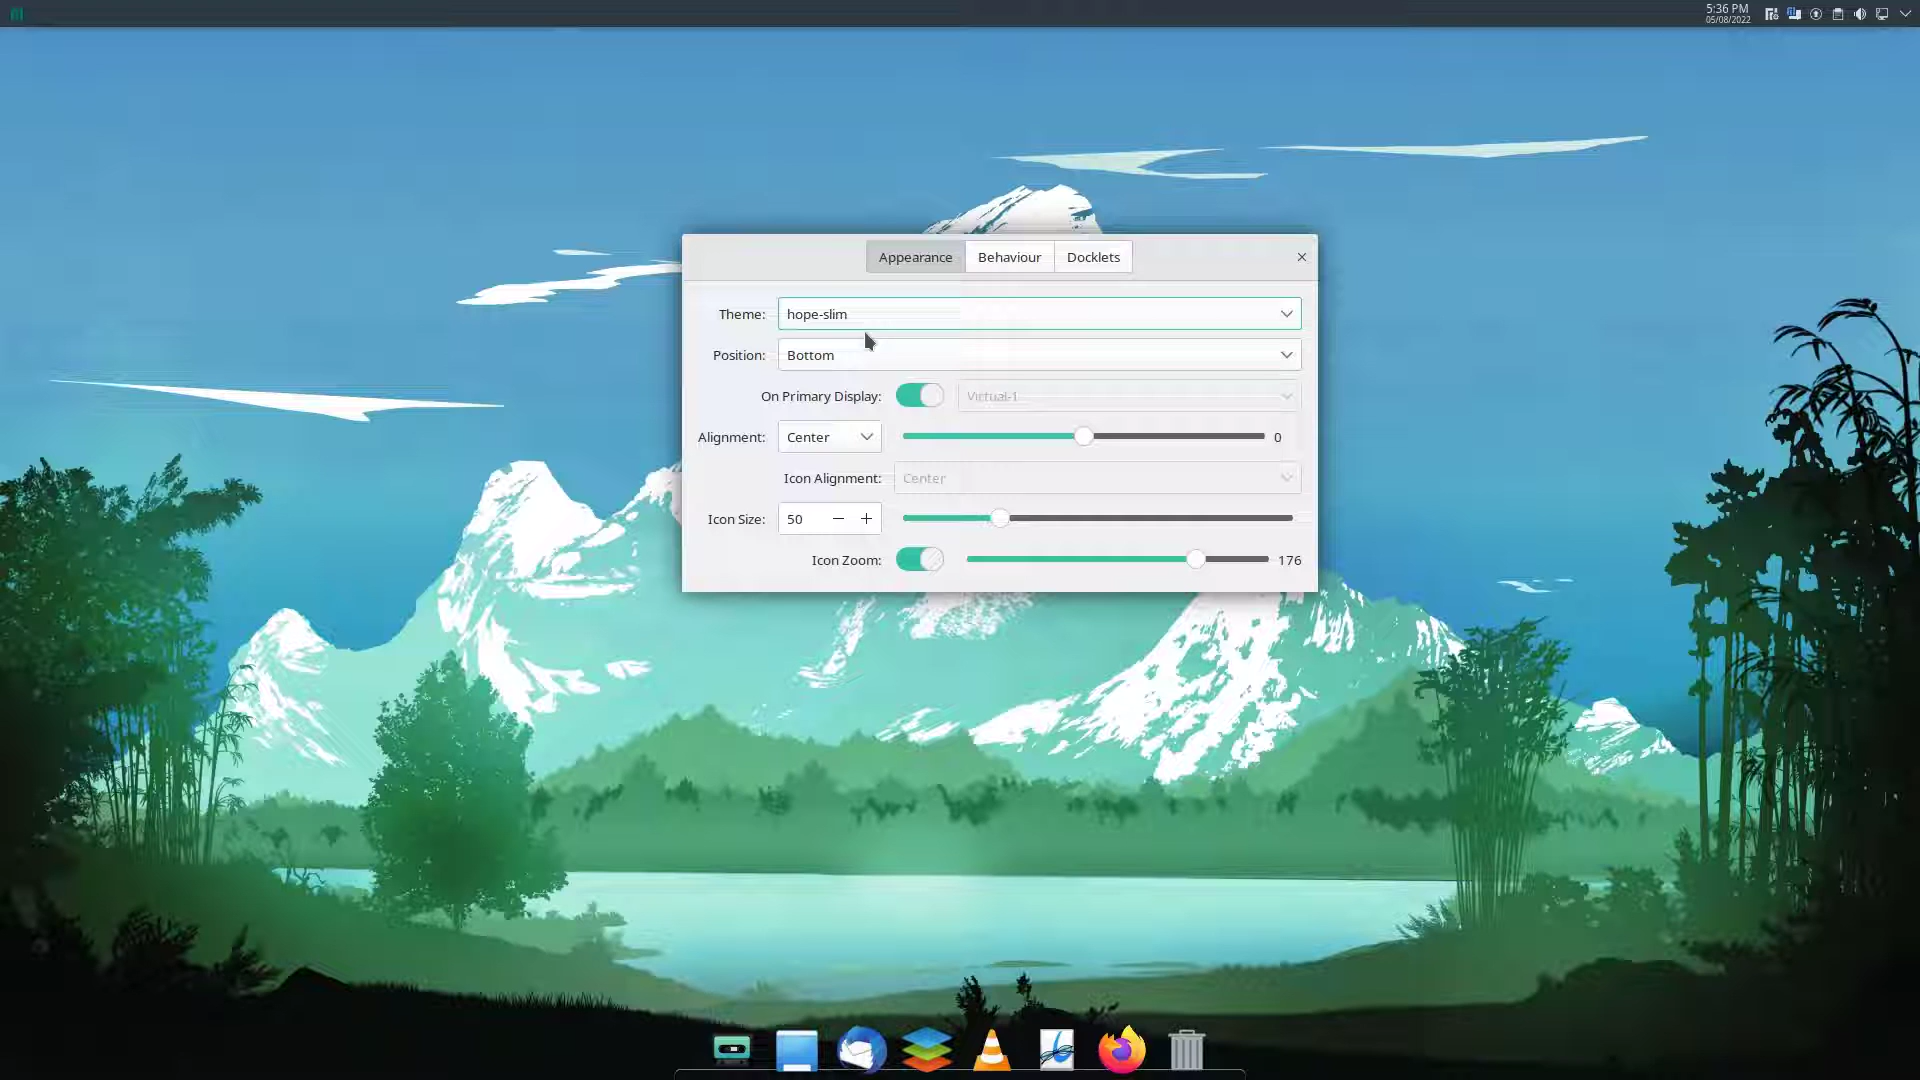 5:36 PM
05/08/2022
Appearance Behaviour Docklets
Theme: hope-slim
Position: Bottom
On Primary Display: Virtual-1
Alignment: Center 0
Icon Alignment: Center
Icon Size: 50
Icon Zoom: 176